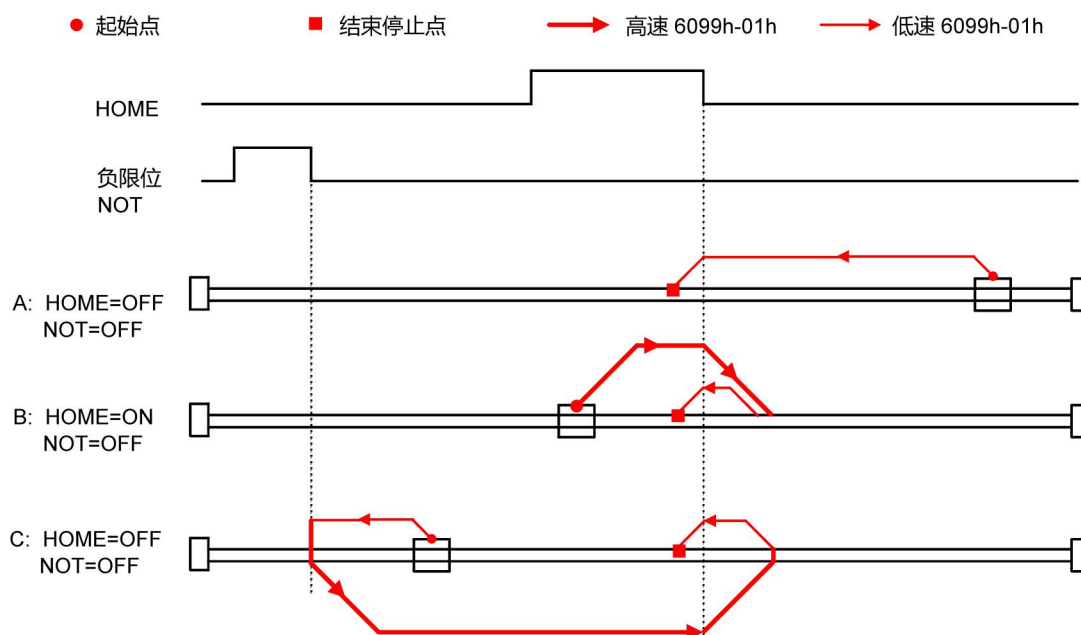 起始点
结束停止点
高速 6099h-01h
低速 6099h-01h
HOME
负限位
NOT
A: HOME=OFF
NOT=OFF
B: HOME=ON
NOT=OFF
C: HOME=OFF
NOT=OFF